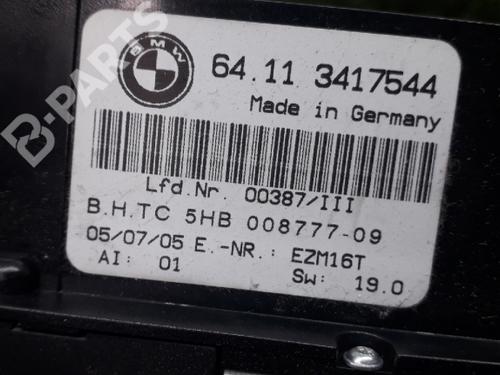 B-PARTS
BMW
64.11 3417544
Made in Germany
Lfd.Nr. 00387/III
B.H.TC 5HB 008777-09
05/07/05 E.-NR.: EZM16T
AI: 01 SW: 19.0